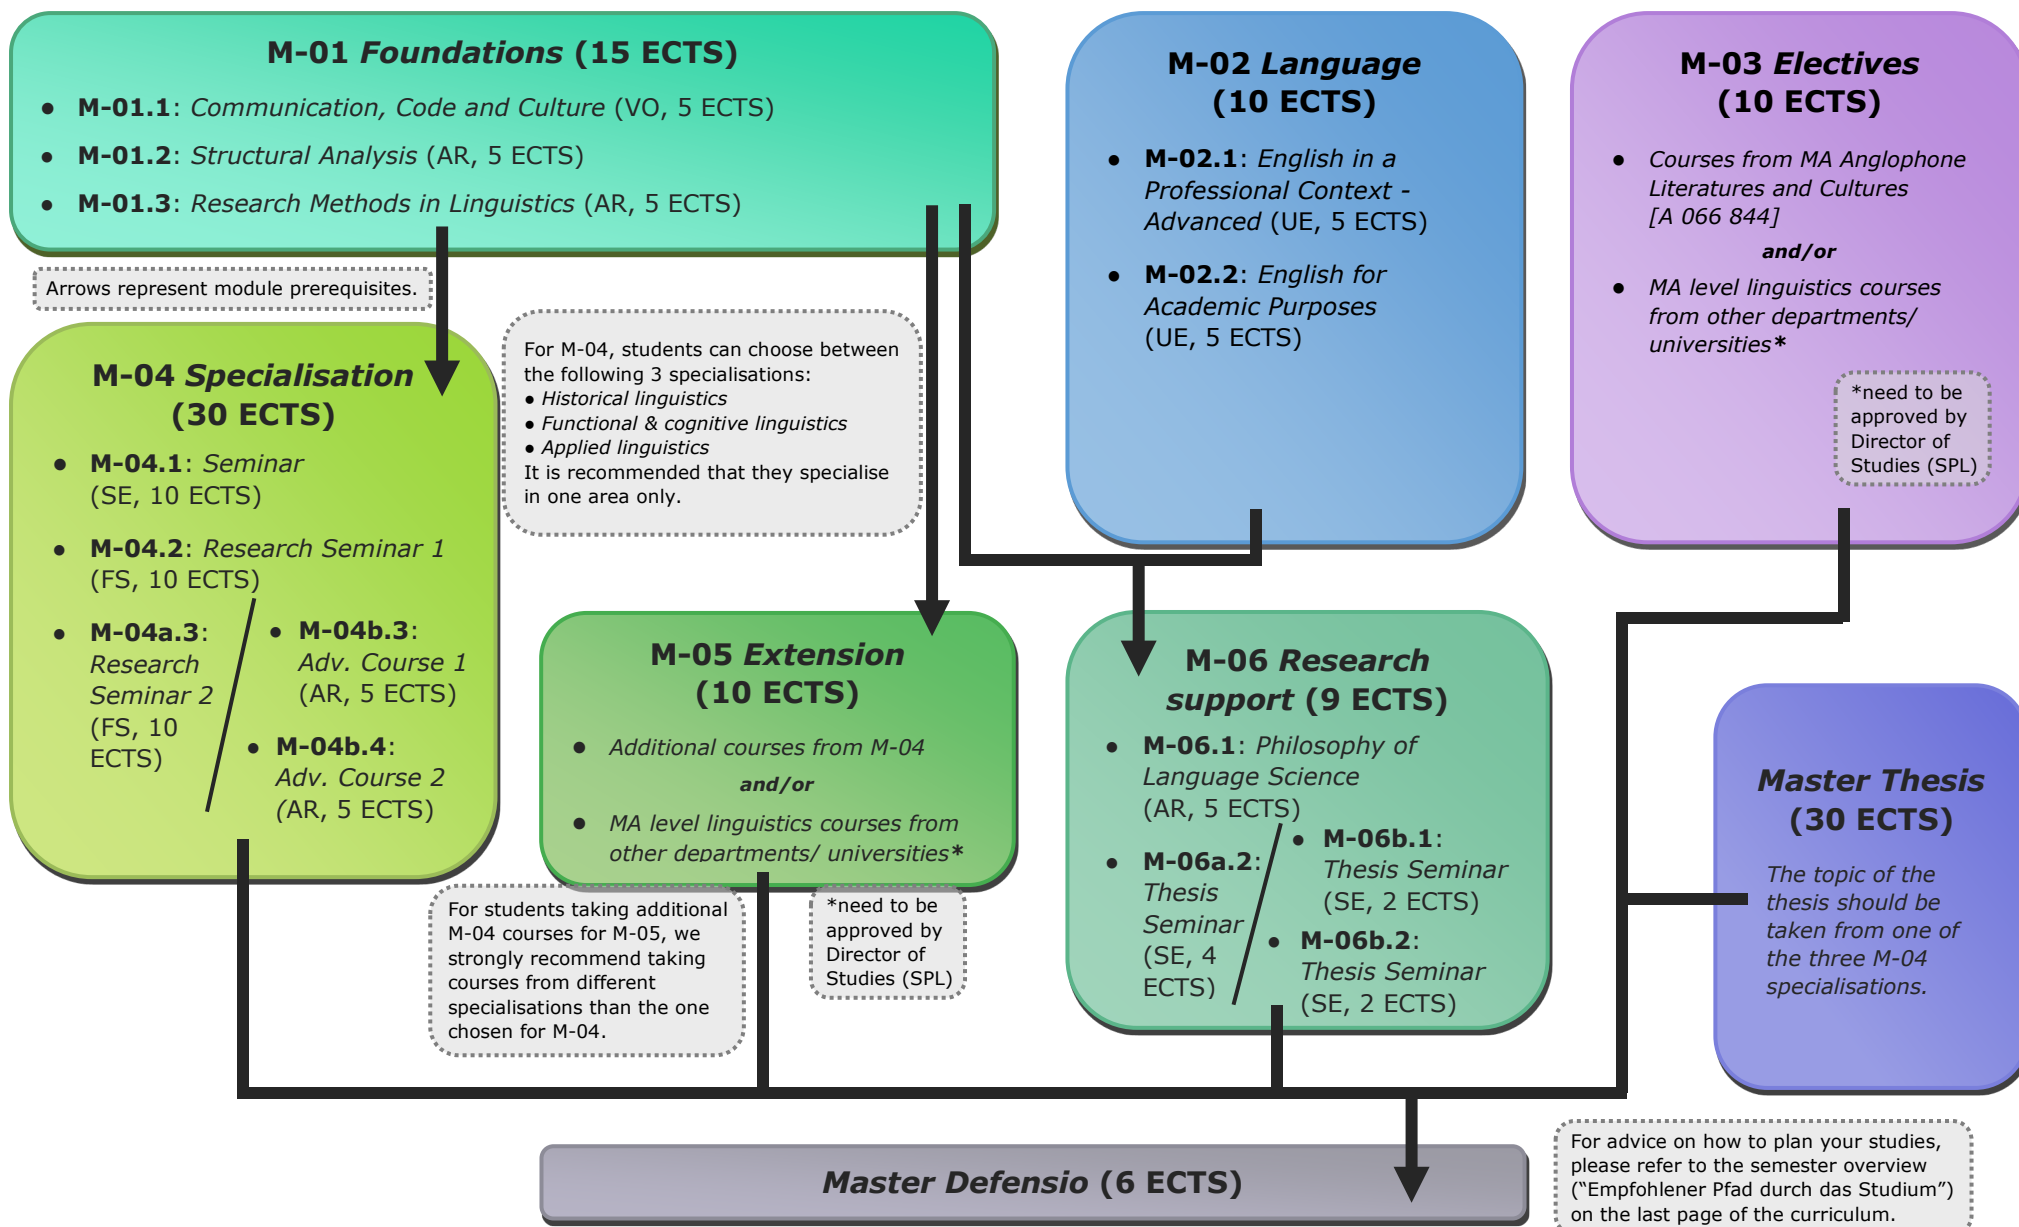 M-01 Foundations (15 ECTS)
● M-01.1: Communication, Code and Culture (VO, 5 ECTS)
● M-01.2: Structural Analysis (AR, 5 ECTS)
● M-01.3: Research Methods in Linguistics (AR, 5 ECTS)
M-02 Language
(10 ECTS)
● M-02.1: English in a
Professional Context -
Advanced (UE, 5 ECTS)
● M-02.2: English for
Academic Purposes
(UE, 5 ECTS)
M-03 Electives
(10 ECTS)
● Courses from MA Anglophone
Literatures and Cultures
[A 066 844]
and/or
● MA level linguistics courses
from other departments/
universities*
*need to be
approved by
Director of
Studies (SPL)
Arrows represent module prerequisites.
M-04 Specialisation
(30 ECTS)
● M-04.1: Seminar
(SE, 10 ECTS)
● M-04.2: Research Seminar 1
(FS, 10 ECTS)
● M-04a.3:
Research
Seminar 2
(FS, 10
ECTS)
● M-04b.3:
Adv. Course 1
(AR, 5 ECTS)
● M-04b.4:
Adv. Course 2
(AR, 5 ECTS)
For M-04, students can choose between
the following 3 specialisations:
● Historical linguistics
● Functional & cognitive linguistics
● Applied linguistics
It is recommended that they specialise
in one area only.
M-05 Extension
(10 ECTS)
● Additional courses from M-04
and/or
● MA level linguistics courses from
other departments/ universities*
For students taking additional
M-04 courses for M-05, we
strongly recommend taking
courses from different
specialisations than the one
chosen for M-04.
*need to be
approved by
Director of
Studies (SPL)
M-06 Research
support (9 ECTS)
● M-06.1: Philosophy of
Language Science
(AR, 5 ECTS)
● M-06a.2:
Thesis
Seminar
(SE, 4
ECTS)
● M-06b.1:
Thesis Seminar
(SE, 2 ECTS)
● M-06b.2:
Thesis Seminar
(SE, 2 ECTS)
Master Thesis
(30 ECTS)
The topic of the
thesis should be
taken from one of
the three M-04
specialisations.
Master Defensio (6 ECTS)
For advice on how to plan your studies,
please refer to the semester overview
(“Empfohlener Pfad durch das Studium”)
on the last page of the curriculum.